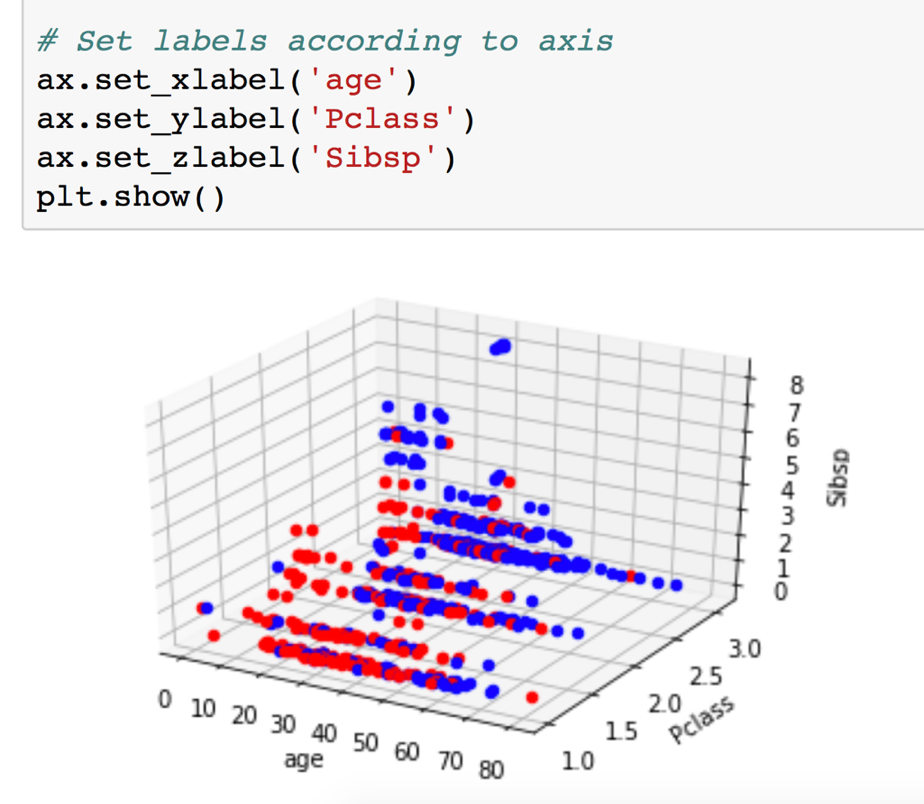 # Set labels according to axis
ax.set_xlabel('age')
ax.set_ylabel('Pclass')
ax.set_zlabel('Sibsp')
plt.show()
8
7
6
5
4
3
2
1
0
Sibsp
3.0
2.5
2.0
1.5
1.0
Pclass
0 10 20 30 40 50 60 70 80
age